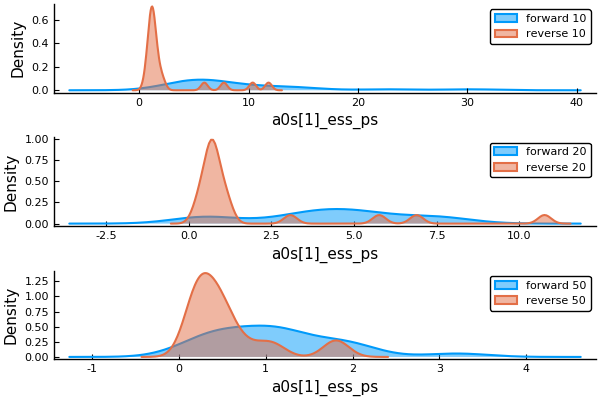 Density
0.6
0.4
0.2
0.0
forward 10
reverse 10
0 10 20 30 40
a0s[1]_ess_ps
Density
1.00
0.75
0.50
0.25
0.00
forward 20
reverse 20
-2.5 0.0 2.5 5.0 7.5 10.0
a0s[1]_ess_ps
Density
1.25
1.00
0.75
0.50
0.25
0.00
forward 50
reverse 50
-1 0 1 2 3 4
a0s[1]_ess_ps